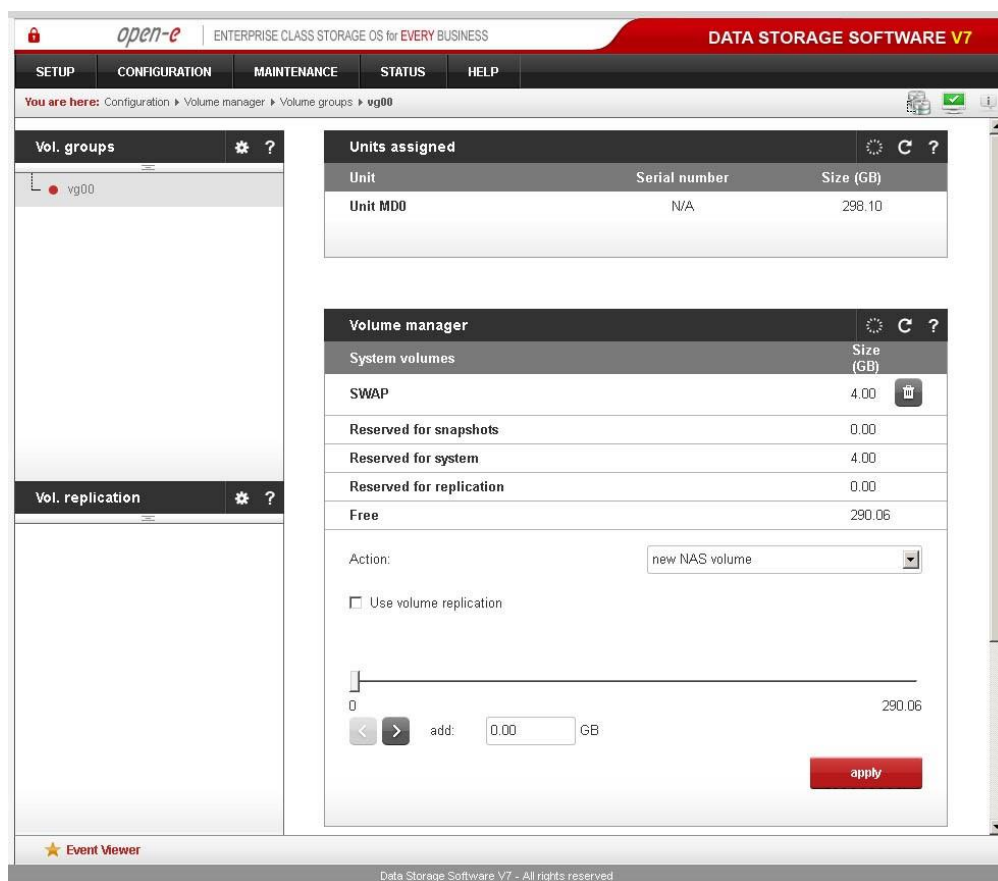 open-e ENTERPRISE CLASS STORAGE OS for EVERY BUSINESS DATA STORAGE SOFTWARE V7
SETUP CONFIGURATION MAINTENANCE STATUS HELP
You are here: Configuration Volume manager Volume groups vg00
Vol. groups ?
vg00
Units assigned ?
Unit Serial number Size (GB)
Unit MD0 N/A 298.10
Volume manager ?
System volumes Size (GB)
SWAP 4.00
Reserved for snapshots 0.00
Reserved for system 4.00
Reserved for replication 0.00
Free 290.06
Vol. replication ?
Action: new NAS volume
Use volume replication
0 290.06
< > add: 0.00 GB
apply
Event Viewer
Data Storage Software V7 - All rights reserved